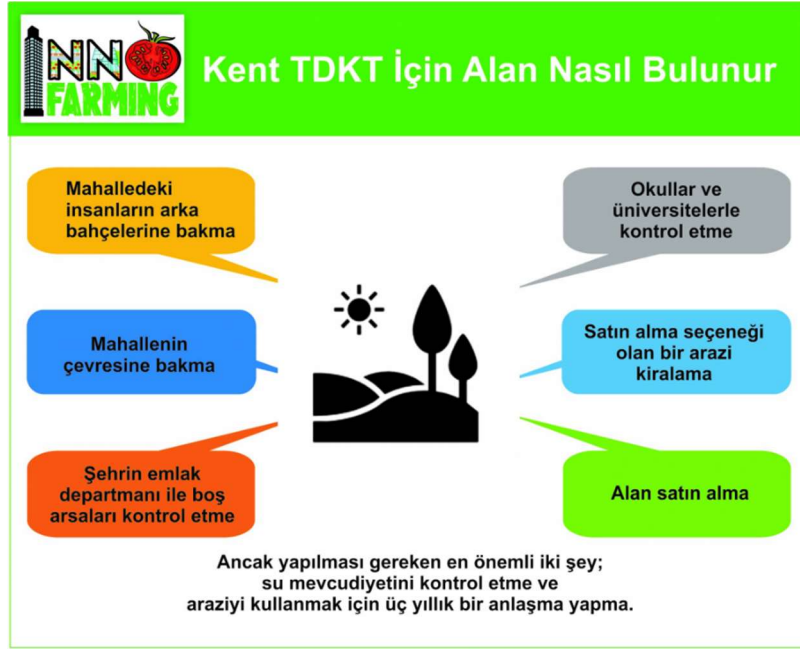 INNO
FARMING
Kent TDKT İçin Alan Nasıl Bulunur
Mahalledeki
insanların arka
bahçelerine bakma
Okullar ve
üniversitelerle
kontrol etme
Mahallenin
çevresine bakma
Satın alma seçeneği
olan bir arazi
kiralama
Şehrin emlak
departmanı ile boş
arsaları kontrol etme
Alan satın alma
Ancak yapılması gereken en önemli iki şey;
su mevcudiyetini kontrol etme ve
araziyi kullanmak için üç yıllık bir anlaşma yapma.